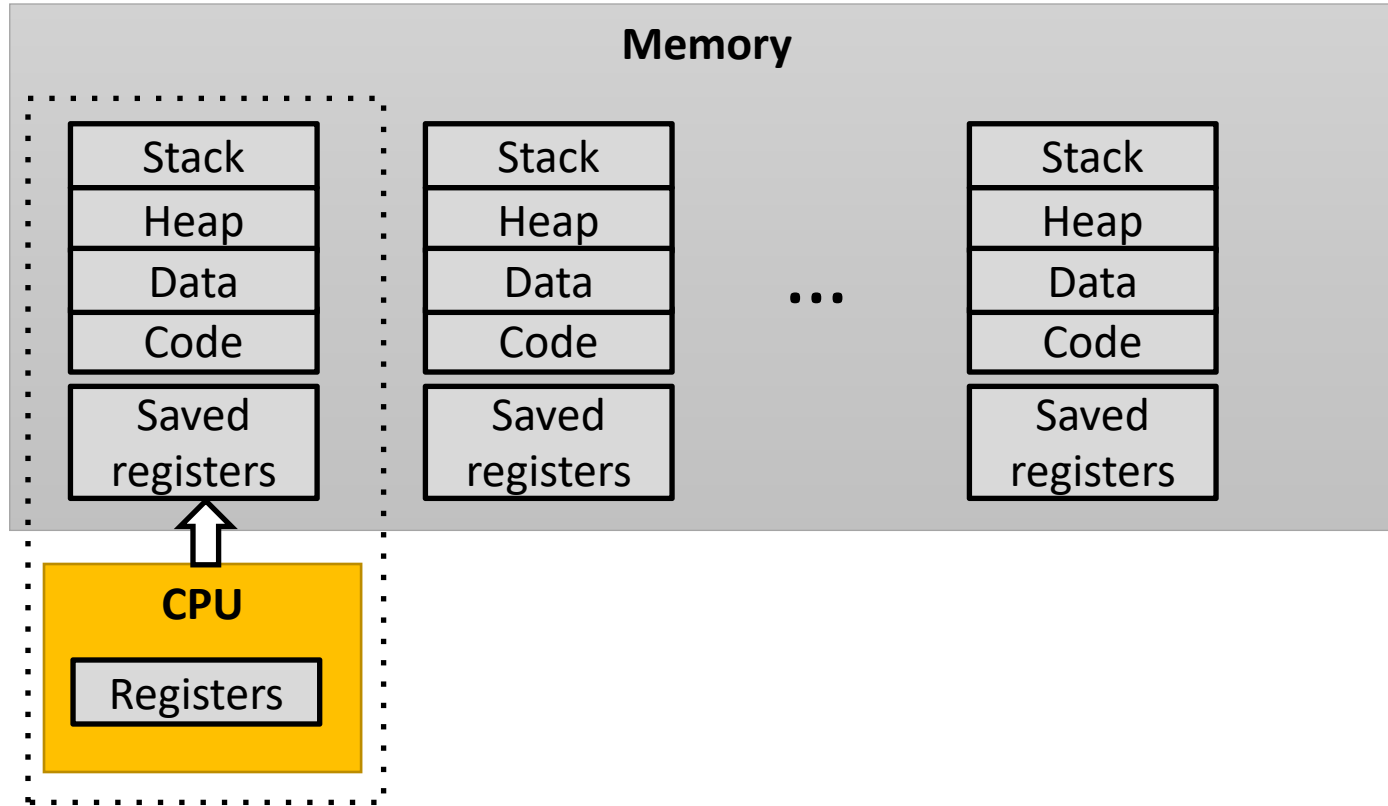 Memory
Stack
Heap
Data
Code
Saved
registers
Stack
Heap
Data
Code
Saved
registers
...
Stack
Heap
Data
Code
Saved
registers
CPU
Registers